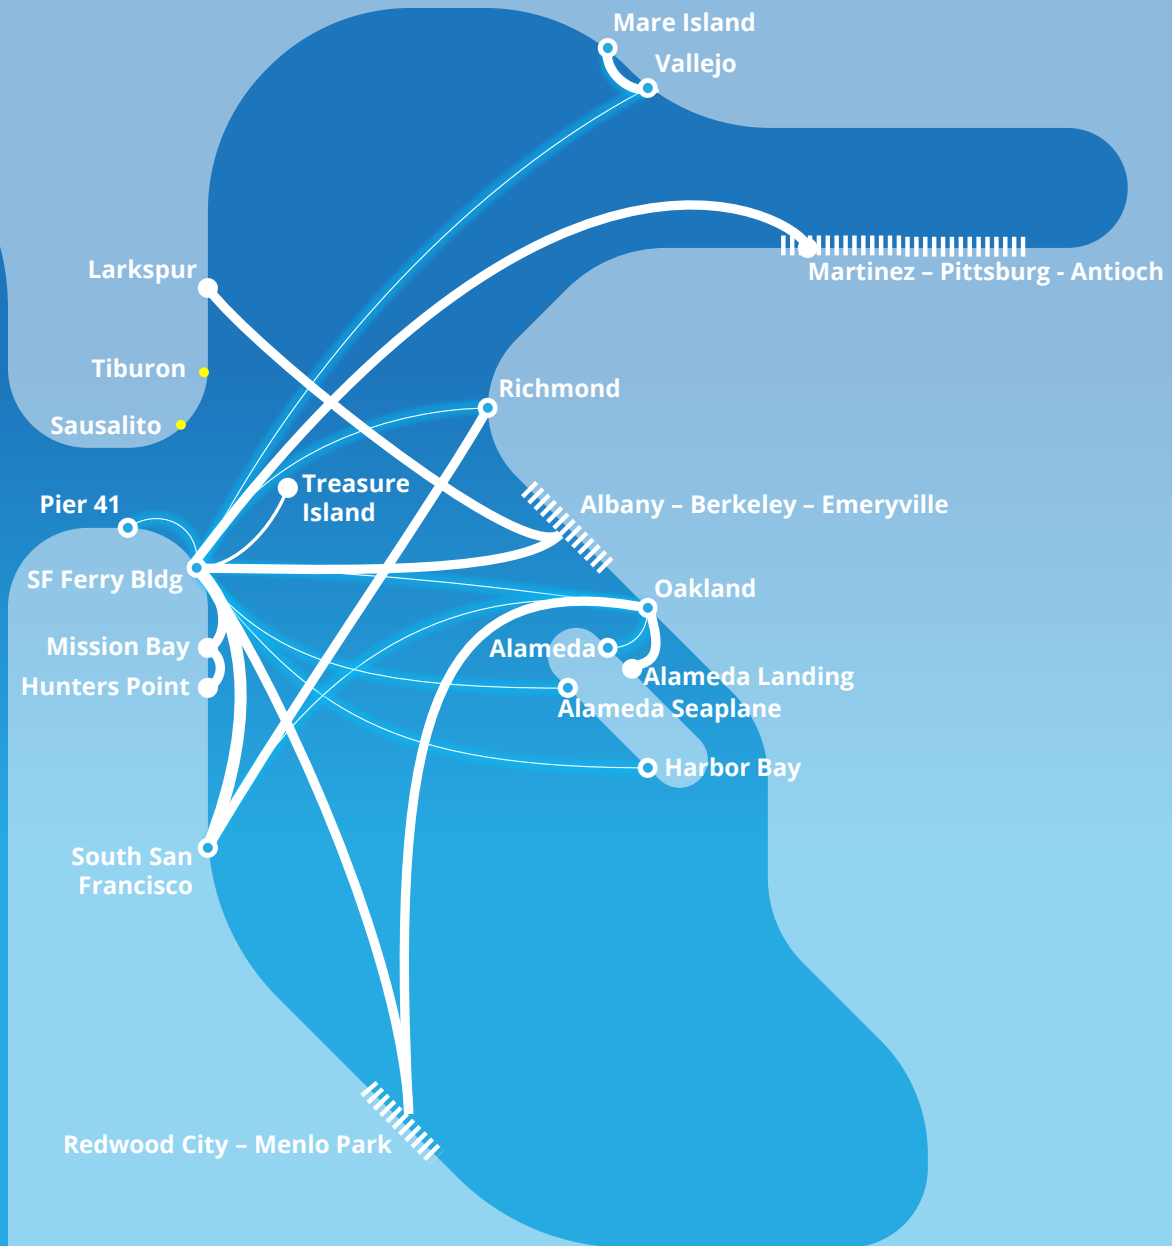 Mare Island
Vallejo
Larkspur
Martinez – Pittsburg - Antioch
Tiburon
Richmond
Sausalito
Treasure
Island
Pier 41
Albany – Berkeley – Emeryville
SF Ferry Bldg
Oakland
Mission Bay
Alameda
Hunters Point
Alameda Landing
Alameda Seaplane
Harbor Bay
South San
Francisco
Redwood City – Menlo Park